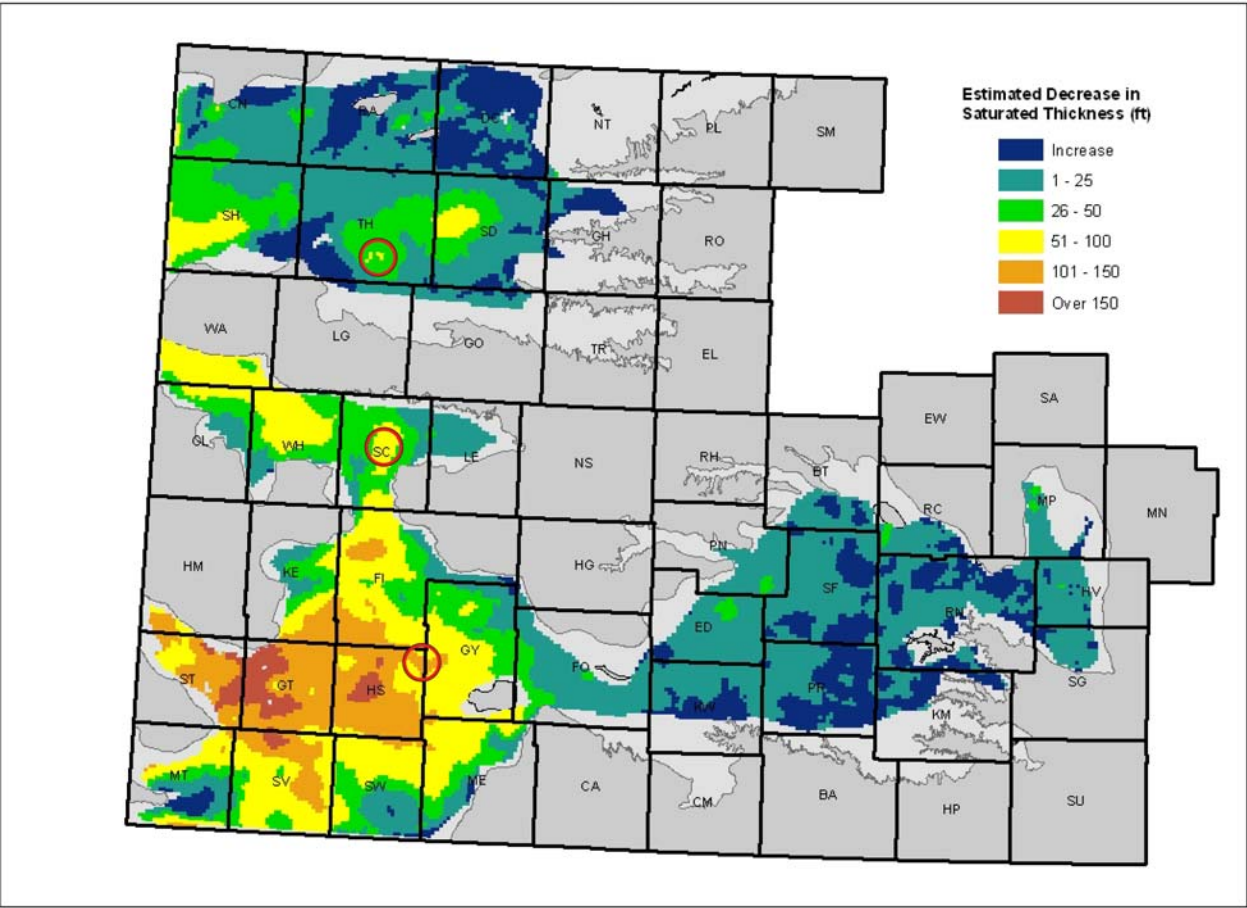 Estimated Decrease in
Saturated Thickness (ft)
Increase
1 - 25
26 - 50
51 - 100
101 - 150
Over 150
CN
RA
DC
NT
PL
SM
SH
TH
SD
GH
RO
WA
LG
GO
TR
EL
GL
WH
SC
LE
NS
RH
BT
EW
SA
RC
MP
MN
HM
KE
FI
HG
PN
SF
RN
HV
ST
GT
HS
GY
FO
ED
KW
PR
KM
SG
MT
SV
SW
ME
CA
CM
BA
HP
SU